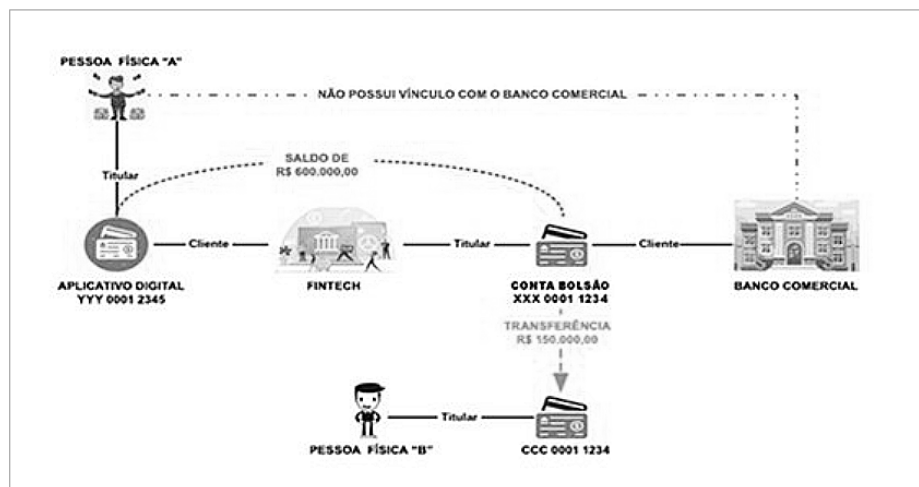 PESSOA FÍSICA "A"
NÃO POSSUI VÍNCULO COM O BANCO COMERCIAL
SALDO DE
R$ 600.000,00
Titular
Cliente
Titular
Cliente
APLICATIVO DIGITAL
YYY 0001 2345
FINTECH
CONTA BOLSÃO
XXX 0001 1234
BANCO COMERCIAL
TRANSFERÊNCIA
R$ 150.000,00
Titular
PESSOA FÍSICA "B"
CCC 0001 1234